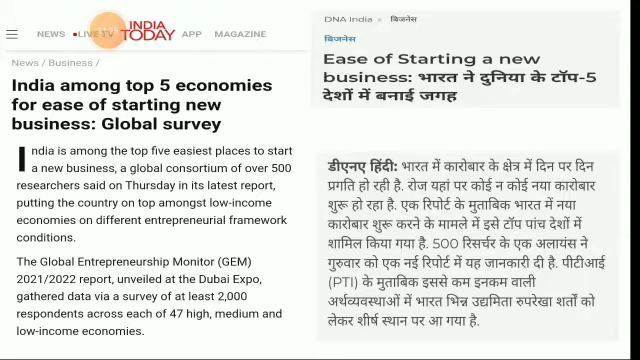 NEWS
LIVE TV
INDIA
TODAY
APP
MAGAZINE
News / Business /
India among top 5 economies
for ease of starting new
business: Global survey
India is among the top five easiest places to start
a new business, a global consortium of over 500
researchers said on Thursday in its latest report,
putting the country on top amongst low-income
economies on different entrepreneurial framework
conditions.
The Global Entrepreneurship Monitor (GEM)
2021/2022 report, unveiled at the Dubai Expo,
gathered data via a survey of at least 2,000
respondents across each of 47 high, medium and
low-income economies.
DNA India » बिजनेस
बिजनेस
Ease of Starting a new
business: भारत ने दुनिया के टॉप-5
देशों में बनाई जगह
डीएनए हिंदी: भारत में कारोबार के क्षेत्र में दिन पर दिन
प्रगति हो रही है. रोज यहां पर कोई न कोई नया कारोबार
शुरू हो रहा है. एक रिपोर्ट के मुताबिक भारत में नया
कारोबार शुरू करने के मामले में इसे टॉप पांच देशों में
शामिल किया गया है. 500 रिसर्चर के एक अलायंस ने
गुरुवार को एक नई रिपोर्ट में यह जानकारी दी है. पीटीआई
(PTI) के मुताबिक इससे कम इनकम वाली
अर्थव्यवस्थाओं में भारत भिन्न उद्यमिता रुपरेखा शर्तों को
लेकर शीर्ष स्थान पर आ गया है.